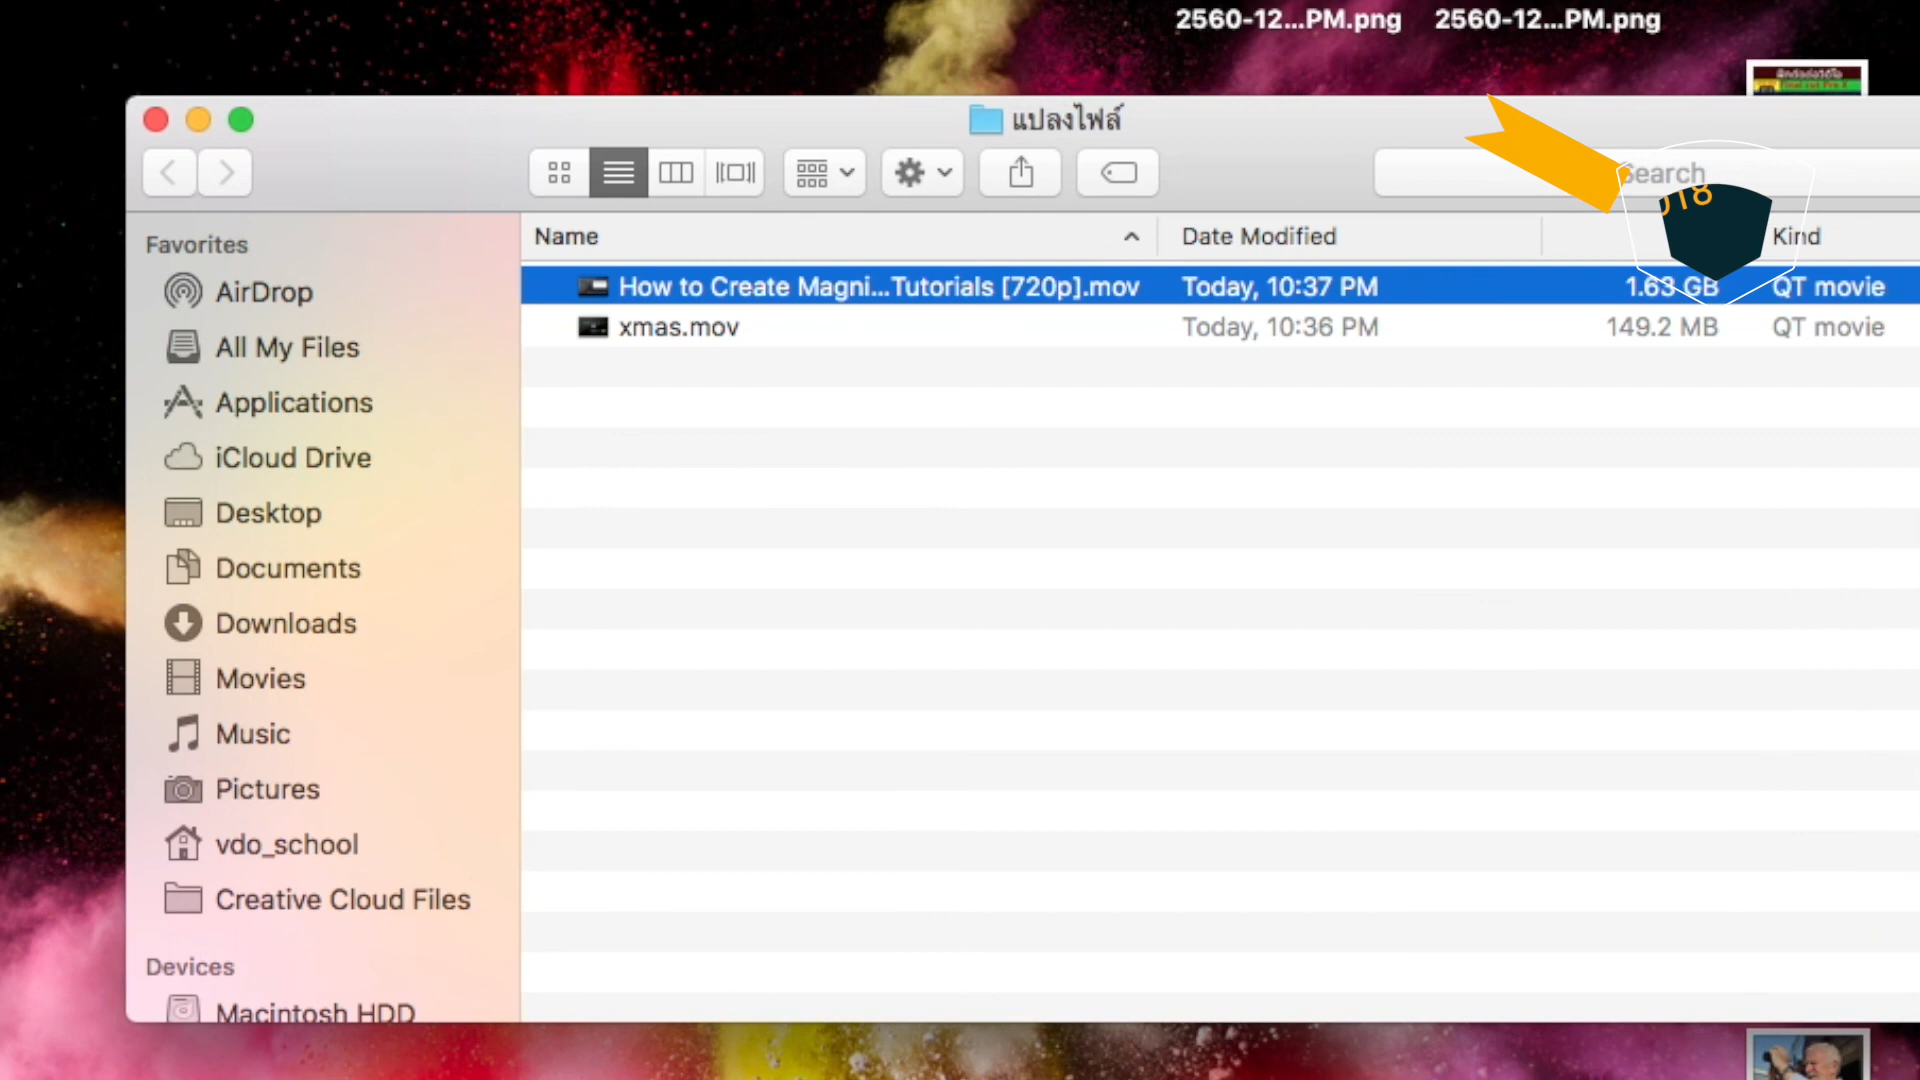 2560-12...PM.png 2560-12...PM.png
แปลงไฟล์
Search
Favorites
AirDrop
All My Files
Applications
iCloud Drive
Desktop
Documents
Downloads
Movies
Music
Pictures
vdo_school
Creative Cloud Files
Devices
Macintosh HDD
Name Date Modified Kind
How to Create Magni...Tutorials [720p].mov Today, 10:37 PM 1.63 GB QT movie
xmas.mov Today, 10:36 PM 149.2 MB QT movie